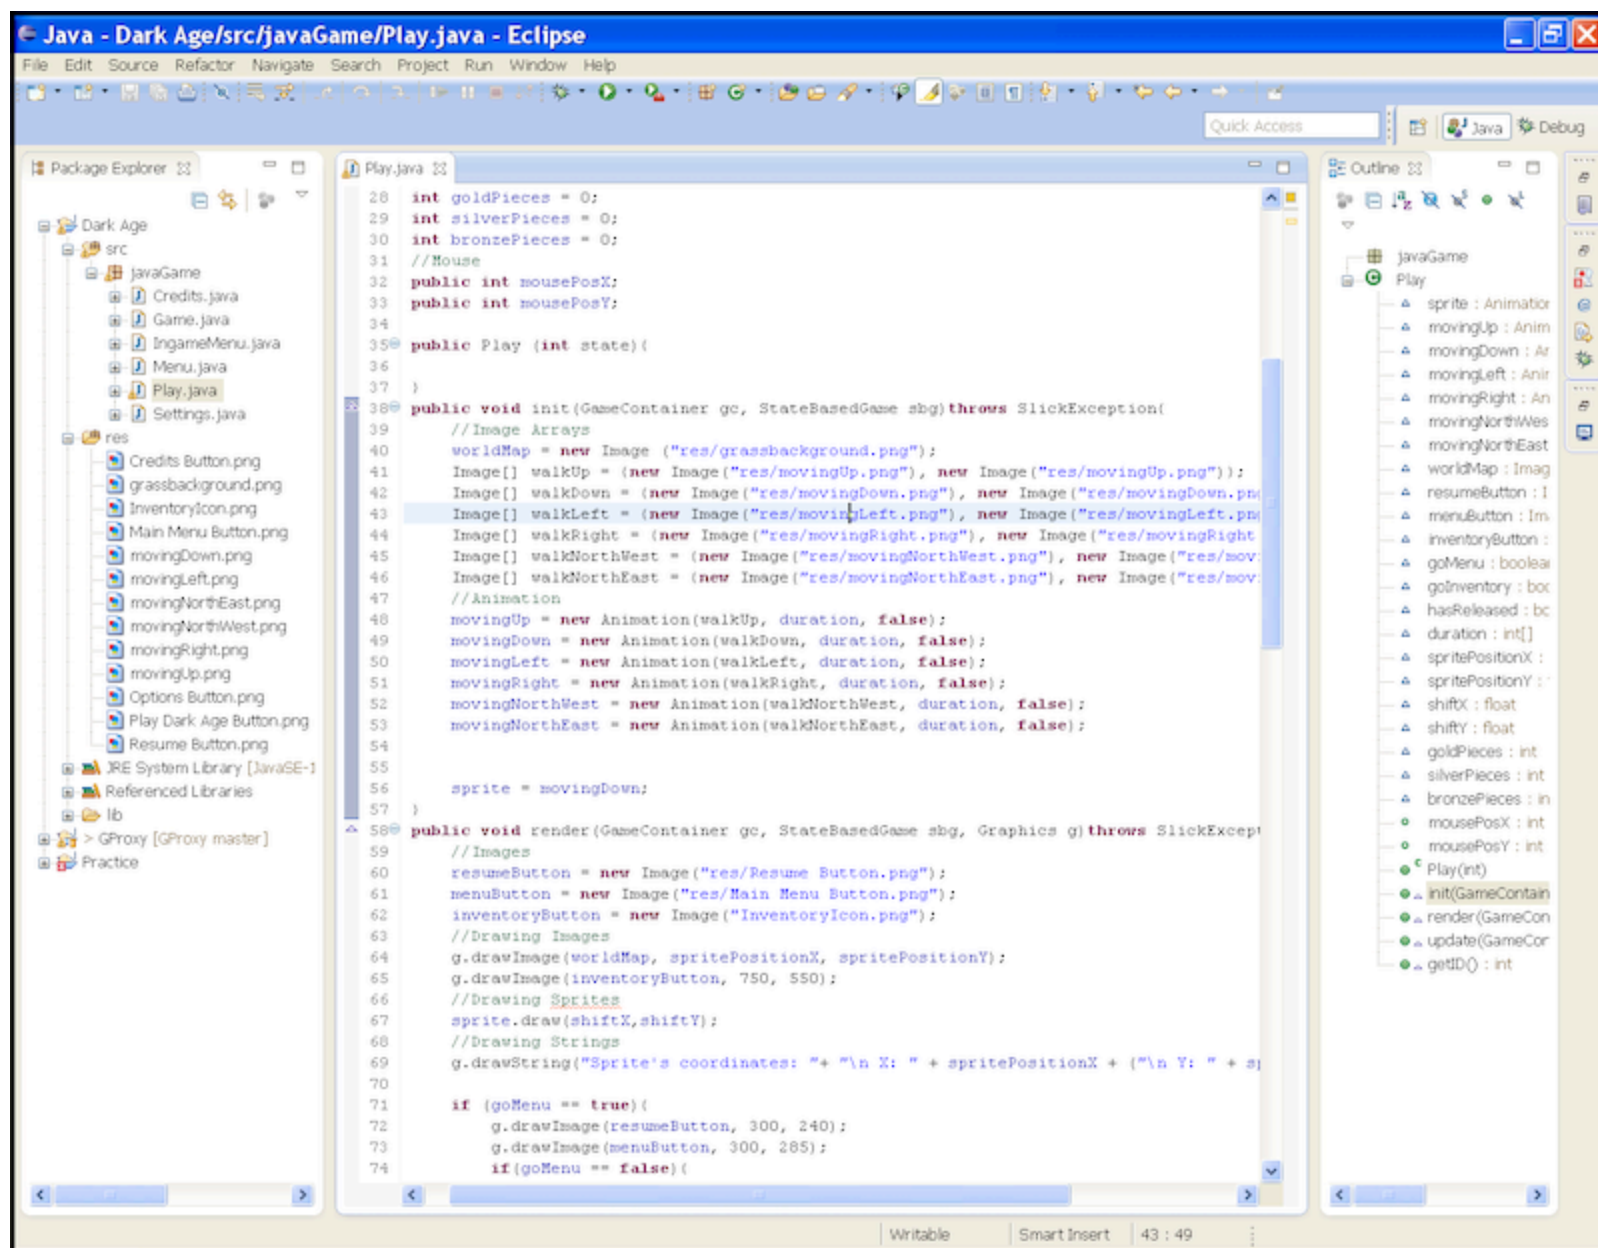 Java - Dark Age/src/javaGame/Play.java - Eclipse
File Edit Source Refactor Navigate Search Project Run Window Help
Quick Access
Java
Debug
Package Explorer
Dark Age
src
javaGame
Credits.java
Game.java
IngameMenu.java
Menu.java
Play.java
Settings.java
res
Credits Button.png
grassbackground.png
InventoryIcon.png
Main Menu Button.png
movingDown.png
movingLeft.png
movingNorthEast.png
movingNorthWest.png
movingRight.png
movingUp.png
Options Button.png
Play Dark Age Button.png
Resume Button.png
JRE System Library [JavaSE-1
Referenced Libraries
lib
> GProxy [GProxy master]
Practice
Play.java
28 int goldPieces = 0;
29 int silverPieces = 0;
30 int bronzePieces = 0;
31 //Mouse
32 public int mousePosX;
33 public int mousePosY;
34
35 public Play (int state){
36
37 }
38 public void init(GameContainer gc, StateBasedGame sbg)throws SlickException{
39 //Image Arrays
40 worldMap = new Image ("res/grassbackground.png");
41 Image[] walkUp = {new Image("res/movingUp.png"), new Image("res/movingUp.png")};
42 Image[] walkDown = {new Image("res/movingDown.png"), new Image("res/movingDown.pn
43 Image[] walkLeft = {new Image("res/movingLeft.png"), new Image("res/movingLeft.pn
44 Image[] walkRight = {new Image("res/movingRight.png"), new Image("res/movingRight
45 Image[] walkNorthWest = {new Image("res/movingNorthWest.png"), new Image("res/mov
46 Image[] walkNorthEast = {new Image("res/movingNorthEast.png"), new Image("res/mov
47 //Animation
48 movingUp = new Animation(walkUp, duration, false);
49 movingDown = new Animation(walkDown, duration, false);
50 movingLeft = new Animation(walkLeft, duration, false);
51 movingRight = new Animation(walkRight, duration, false);
52 movingNorthWest = new Animation(walkNorthWest, duration, false);
53 movingNorthEast = new Animation(walkNorthEast, duration, false);
54
55
56 sprite = movingDown;
57 }
58 public void render(GameContainer gc, StateBasedGame sbg, Graphics g)throws SlickExcept
59 //Images
60 resumeButton = new Image("res/Resume Button.png");
61 menuButton = new Image("res/Main Menu Button.png");
62 inventoryButton = new Image("InventoryIcon.png");
63 //Drawing Images
64 g.drawImage(worldMap, spritePositionX, spritePositionY);
65 g.drawImage(inventoryButton, 750, 550);
66 //Drawing Sprites
67 sprite.draw(shiftX,shiftY);
68 //Drawing Strings
69 g.drawString("Sprite's coordinates: "+ "\n X: " + spritePositionX + ("\n Y: " + sp
70
71 if (goMenu == true){
72 g.drawImage(resumeButton, 300, 240);
73 g.drawImage(menuButton, 300, 285);
74 if(goMenu == false){
Outline
javaGame
Play
sprite : Animation
movingUp : Anim
movingDown : Ar
movingLeft : Anir
movingRight : An
movingNorthWes
movingNorthEast
worldMap : Imag
resumeButton : I
menuButton : Im
inventoryButton :
goMenu : boolea
goInventory : boo
hasReleased : bo
duration : int[]
spritePositionX :
spritePositionY :
shiftX : float
shiftY : float
goldPieces : int
silverPieces : int
bronzePieces : in
mousePosX : int
mousePosY : int
Play(int)
init(GameContain
render(GameCon
update(GameCor
getID() : int
Writable
Smart Insert
43 : 49